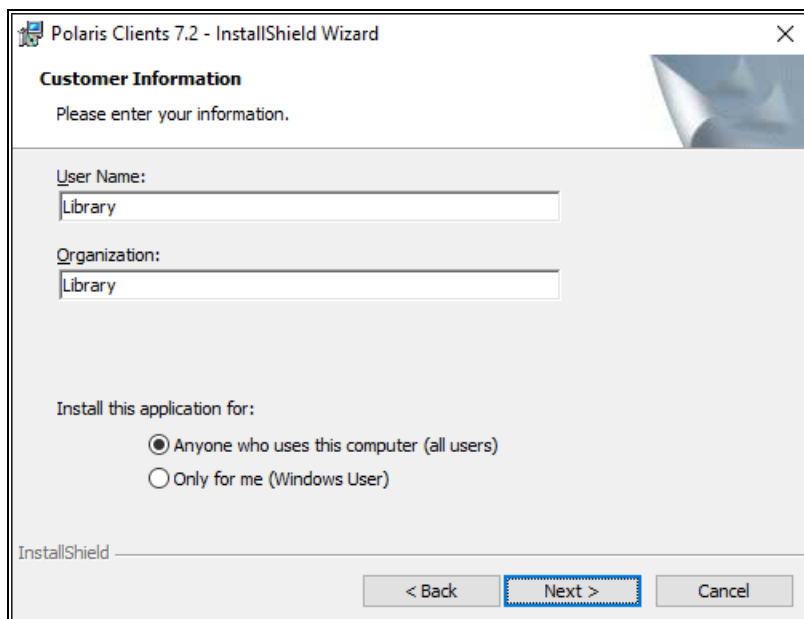 Polaris Clients 7.2 - InstallShield Wizard
Customer Information
Please enter your information.
User Name:
Library
Organization:
Library
Install this application for:
Anyone who uses this computer (all users)
Only for me (Windows User)
InstallShield
< Back Next > Cancel